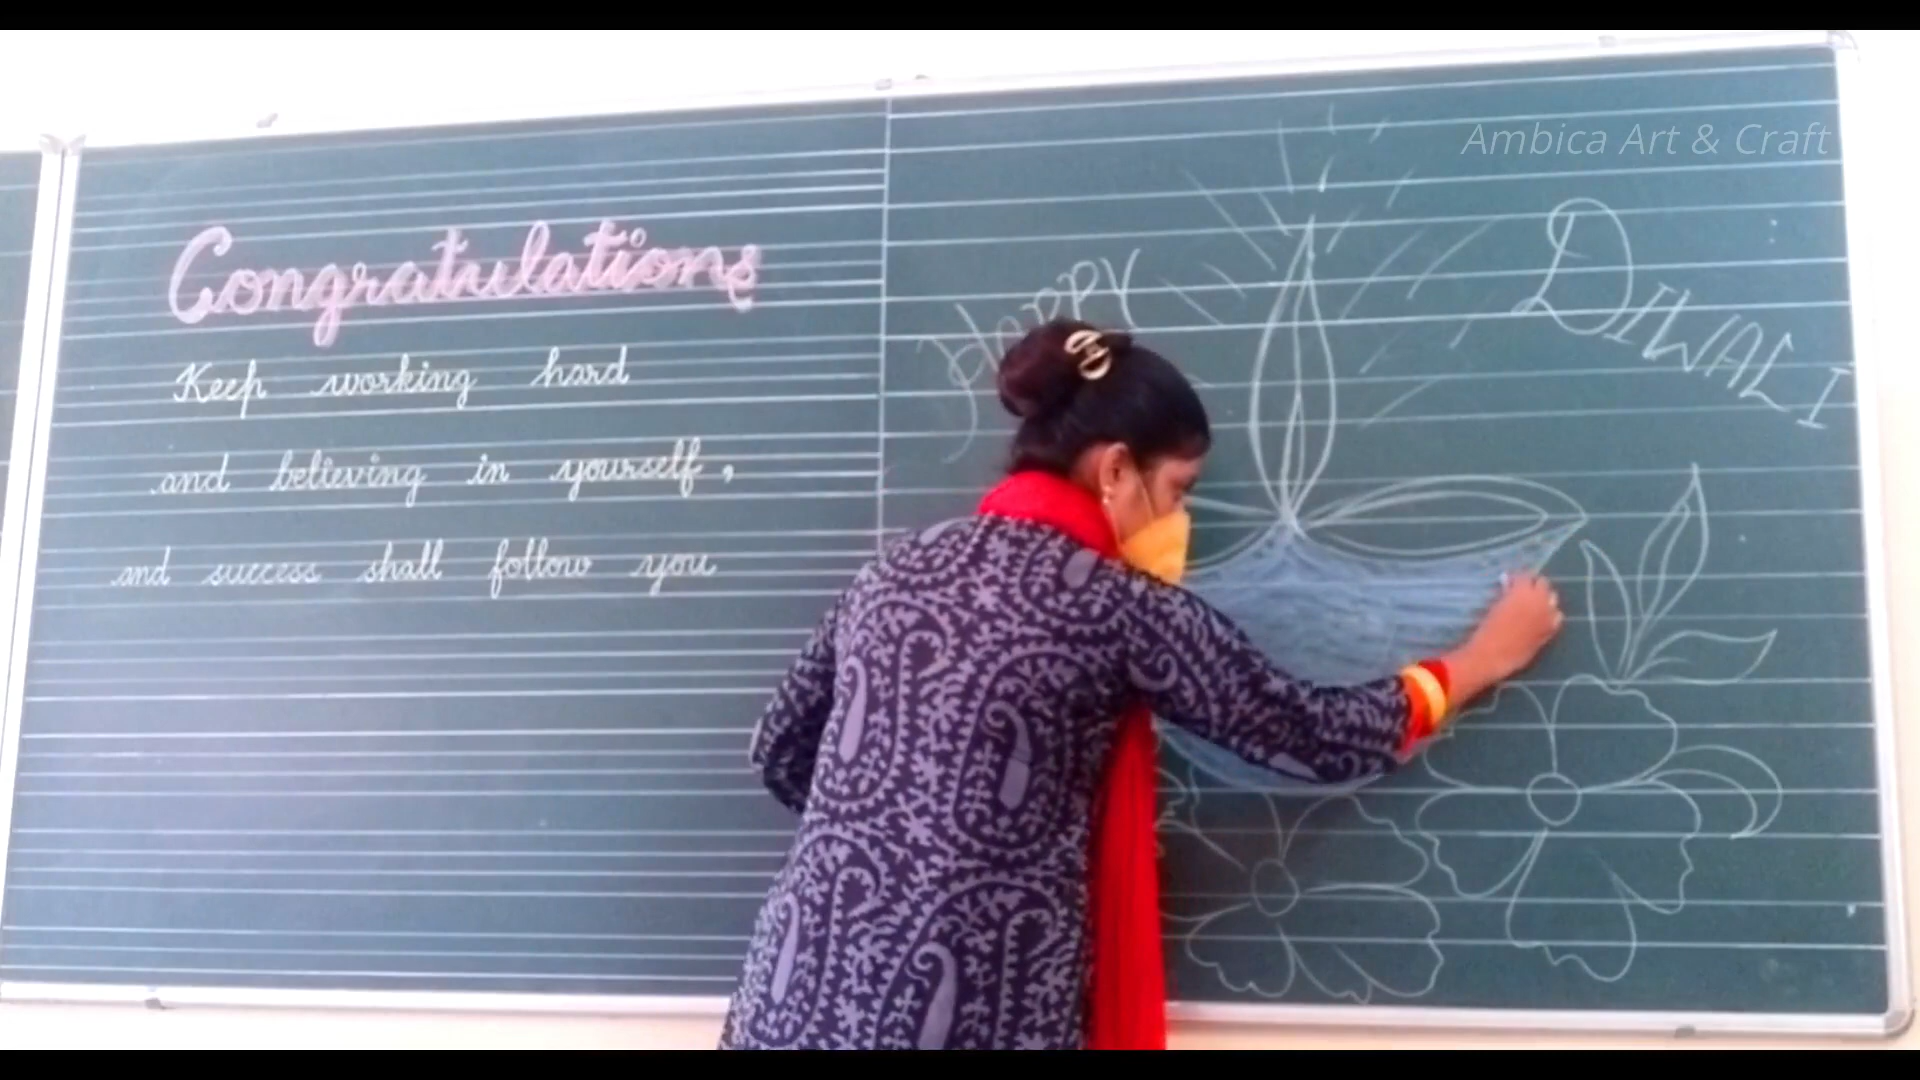 Congratulations
Keep working hard
and believing in yourself,
and success shall follow you
Happy
DIWALI
Ambica Art & Craft